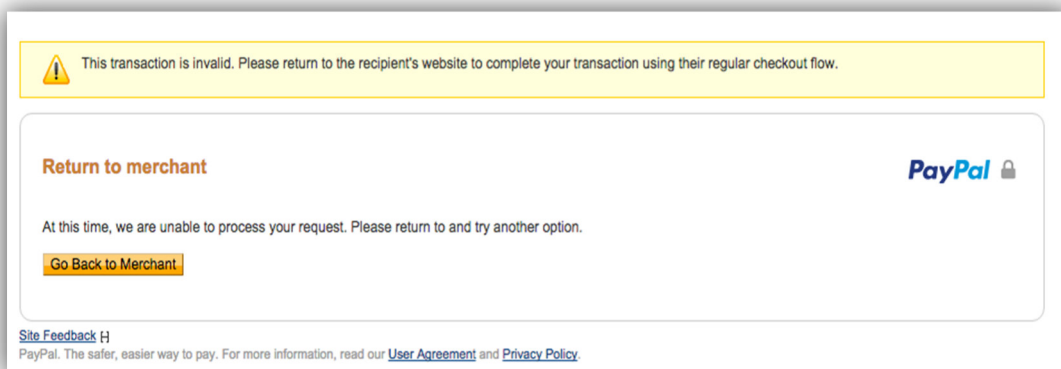 This transaction is invalid. Please return to the recipient's website to complete your transaction using their regular checkout flow.
Return to merchant
PayPal
At this time, we are unable to process your request. Please return to and try another option.
Go Back to Merchant
Site Feedback [-]
PayPal. The safer, easier way to pay. For more information, read our User Agreement and Privacy Policy.